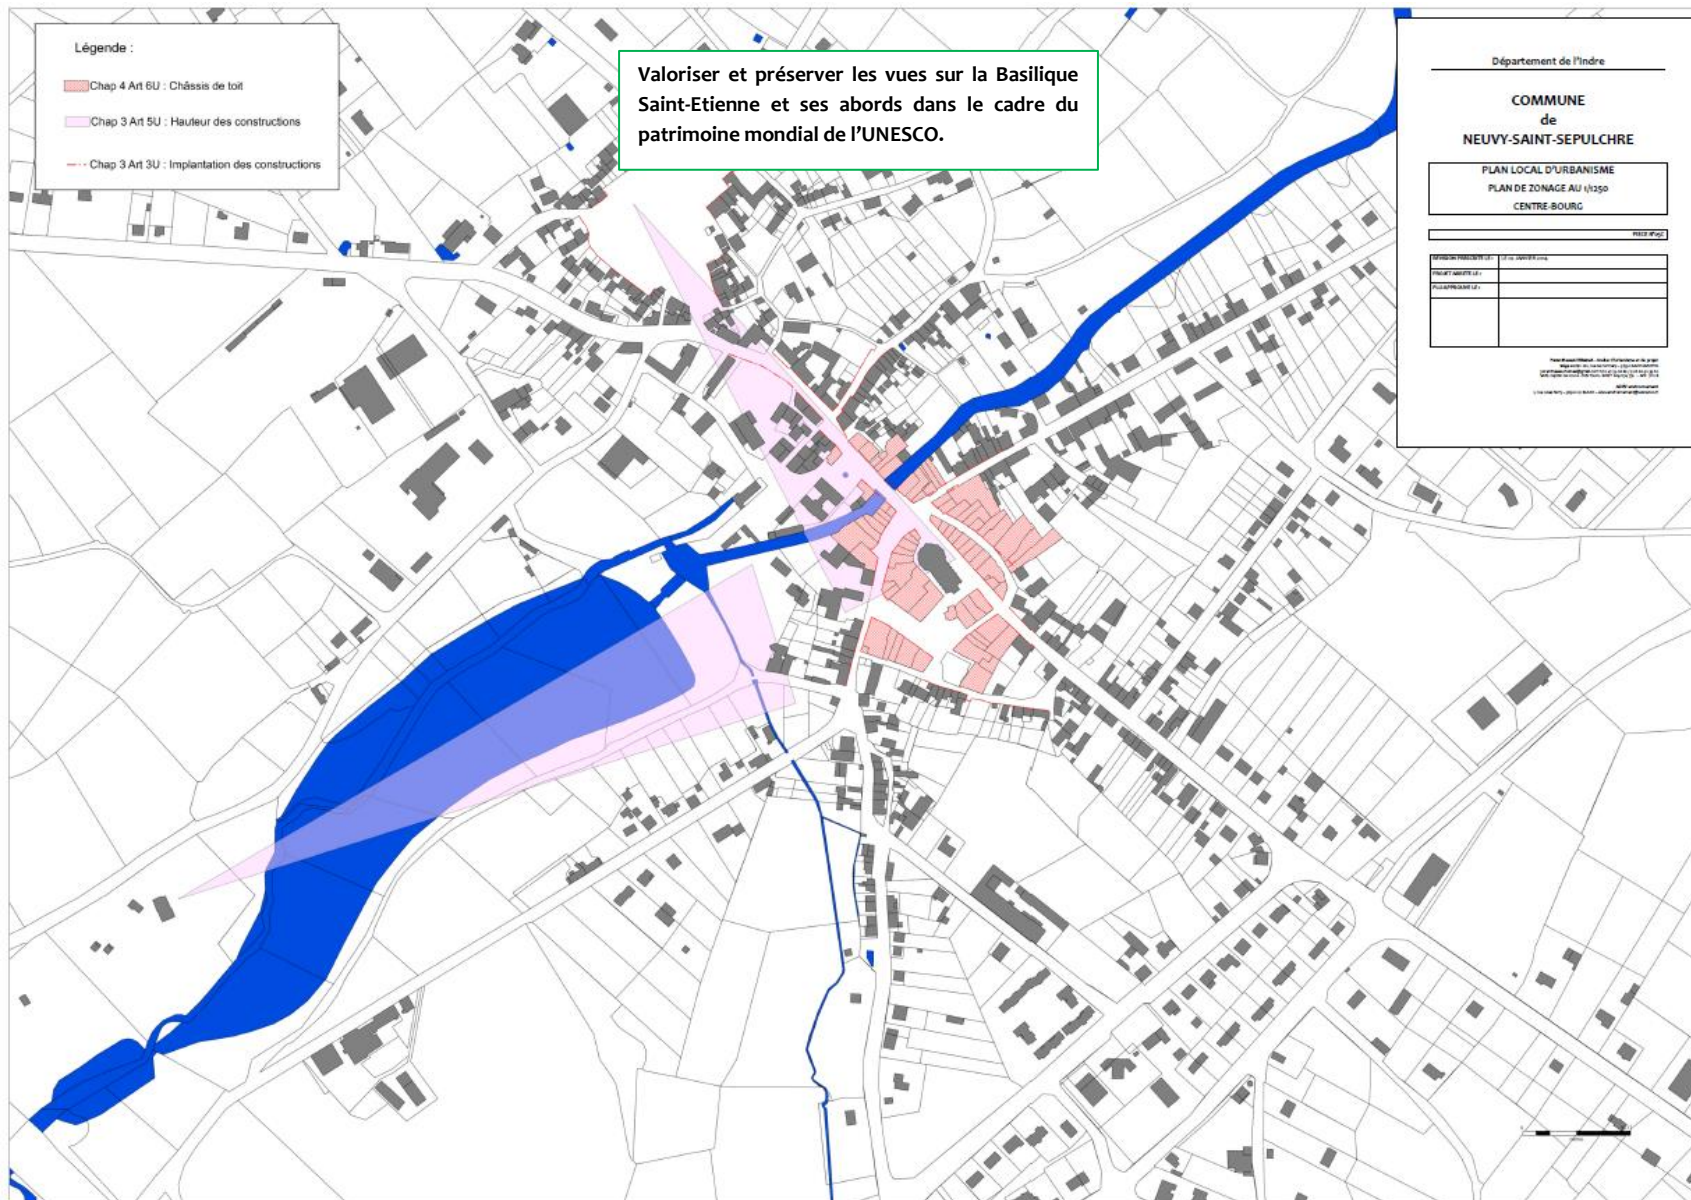 Légende :
Chap 4 Art 6U : Châssis de toit
Chap 3 Art 5U : Hauteur des constructions
Chap 3 Art 3U : Implantation des constructions
Valoriser et préserver les vues sur la Basilique
Saint-Etienne et ses abords dans le cadre du
patrimoine mondial de l'UNESCO.
Département de l'Indre
COMMUNE
de
NEUVY-SAINT-SEPULCHRE
PLAN LOCAL D'URBANISME
PLAN DE ZONAGE AU 1/1250
CENTRE-BOURG